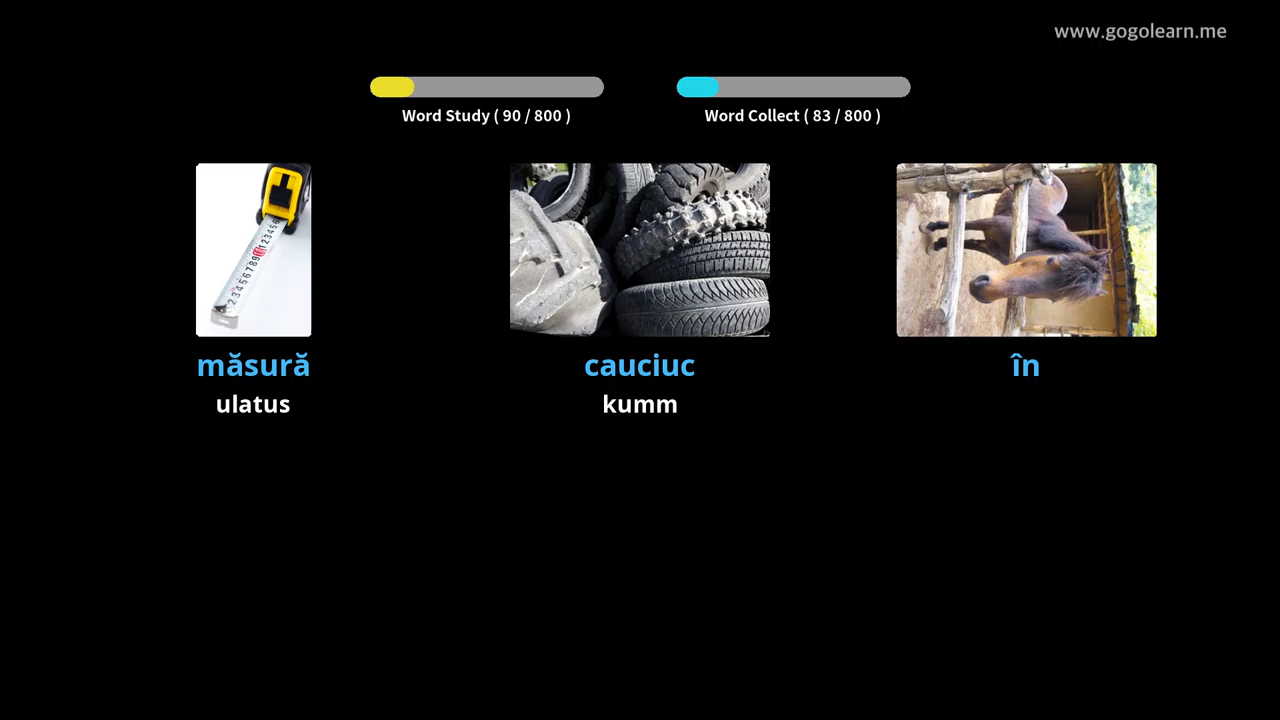 www.gogolearn.me
Word Study ( 90 / 800 )
Word Collect ( 83 / 800 )
măsură
ulatus
cauciuc
kumm
în